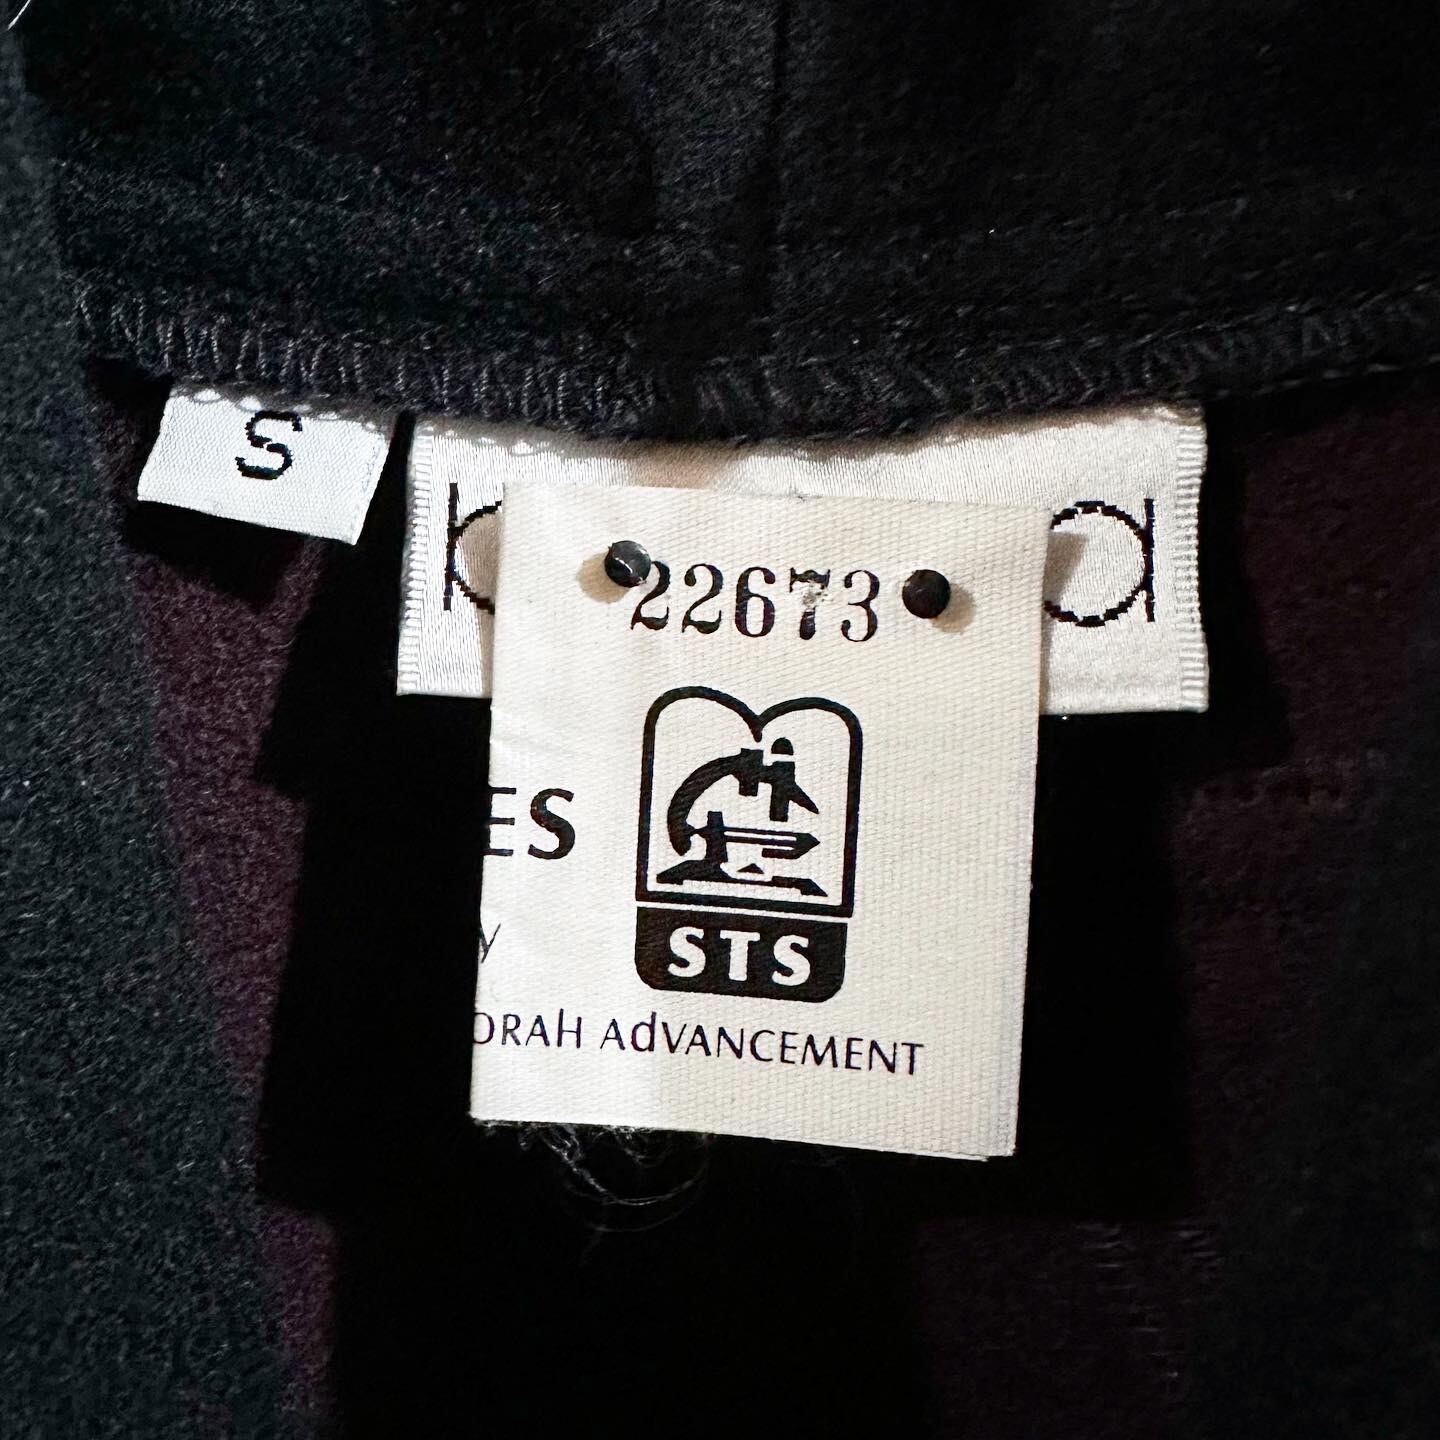 S
22673
ES
y
STS
ORAH AdVANCEMENT